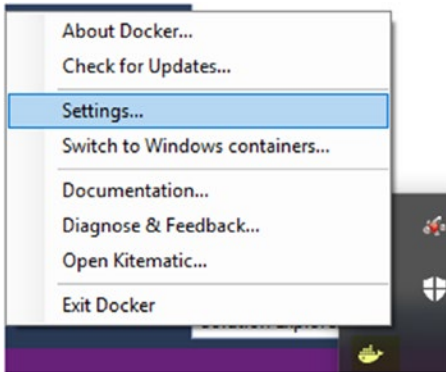 About Docker...
Check for Updates...
Settings...
Switch to Windows containers...
Documentation...
Diagnose & Feedback...
Open Kitematic...
Exit Docker